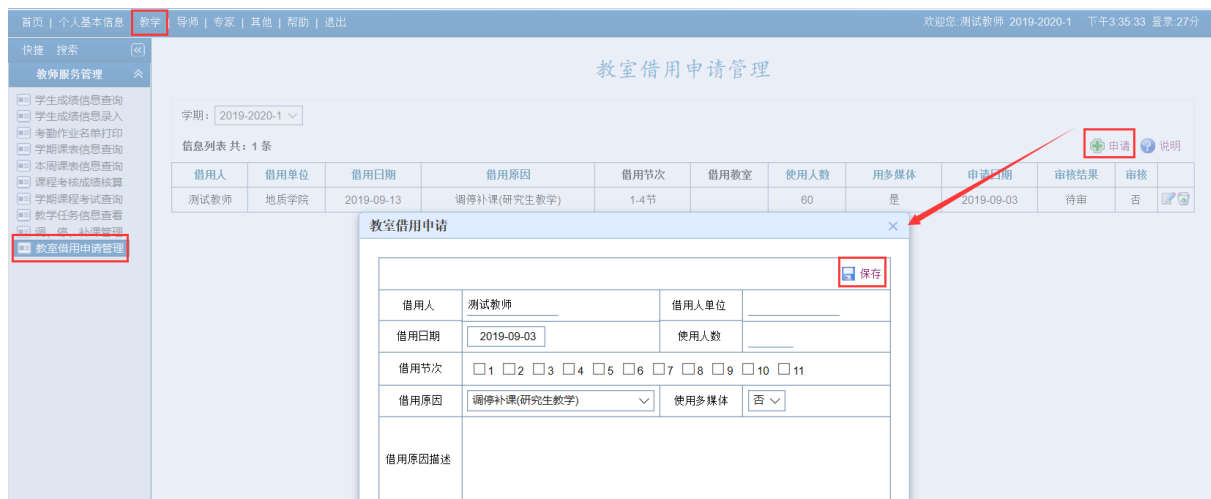 首页 | 个人基本信息 | 教学 | 导师 | 专家 | 其他 | 帮助 | 退出
欢迎您:测试教师 2019-2020-1 下午3:35:33 登录:27分
快捷 搜索
教师服务管理
学生成绩信息查询
学生成绩信息录入
考勤作业名单打印
学期课表信息查询
本周课表信息查询
课程考核成绩核算
学期课程考试查询
教学任务信息查看
调、停、补课管理
教室借用申请管理
教室借用申请管理
学期: 2019-2020-1
信息列表 共: 1 条
申请 说明
借用人 借用单位 借用日期 借用原因 借用节次 借用教室 使用人数 用多媒体 申请日期 审核结果 审核
测试教师 地质学院 2019-09-13 调停补课(研究生教学) 1-4节 60 是 2019-09-03 待审 否
教室借用申请
保存
借用人 测试教师 借用人单位
借用日期 2019-09-03 使用人数
借用节次 1 2 3 4 5 6 7 8 9 10 11
借用原因 调停补课(研究生教学) 使用多媒体 否
借用原因描述